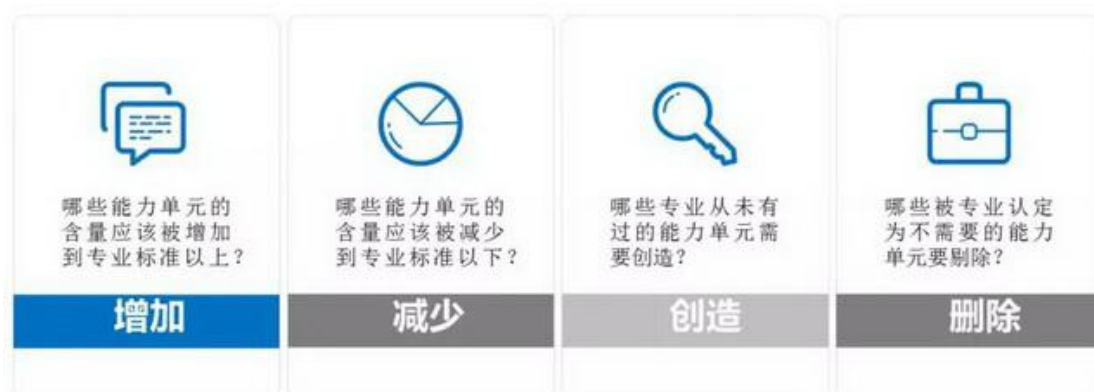 哪些能力单元的
含量应该被增加
到专业标准以上?
增加
哪些能力单元的
含量应该被减少
到专业标准以下?
减少
哪些专业从未有
过的能力单元需
要创造?
创造
哪些被专业认定
为不需要的能力
单元要剔除?
删除